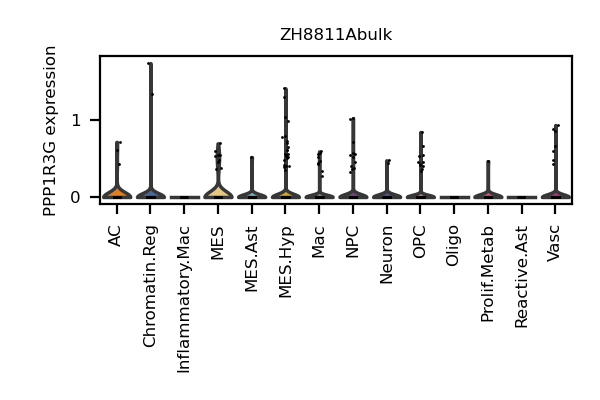 ZH8811Abulk
PPP1R3G expression
1
0
AC
Chromatin.Reg
Inflammatory.Mac
MES
MES.Ast
MES.Hyp
Mac
NPC
Neuron
OPC
Oligo
Prolif.Metab
Reactive.Ast
Vasc